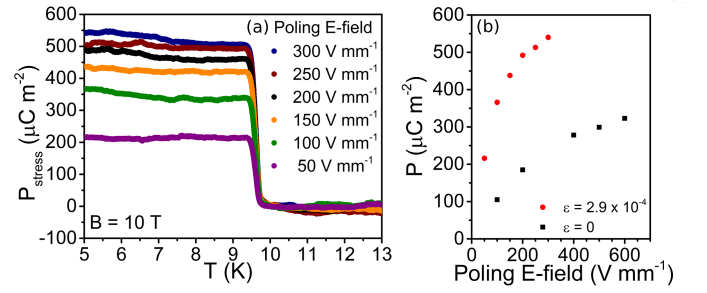 (a) Poling E-field
300 V mm⁻¹
250 V mm⁻¹
200 V mm⁻¹
150 V mm⁻¹
100 V mm⁻¹
50 V mm⁻¹
B = 10 T
P_stress (μC m⁻²)
600
500
400
300
200
100
0
-100
5 6 7 8 9 10 11 12 13
T (K)
(b)
P (μC m⁻²)
600
500
400
300
200
100
0
ε = 2.9 x 10⁻⁴
ε = 0
0 200 400 600
Poling E-field (V mm⁻¹)